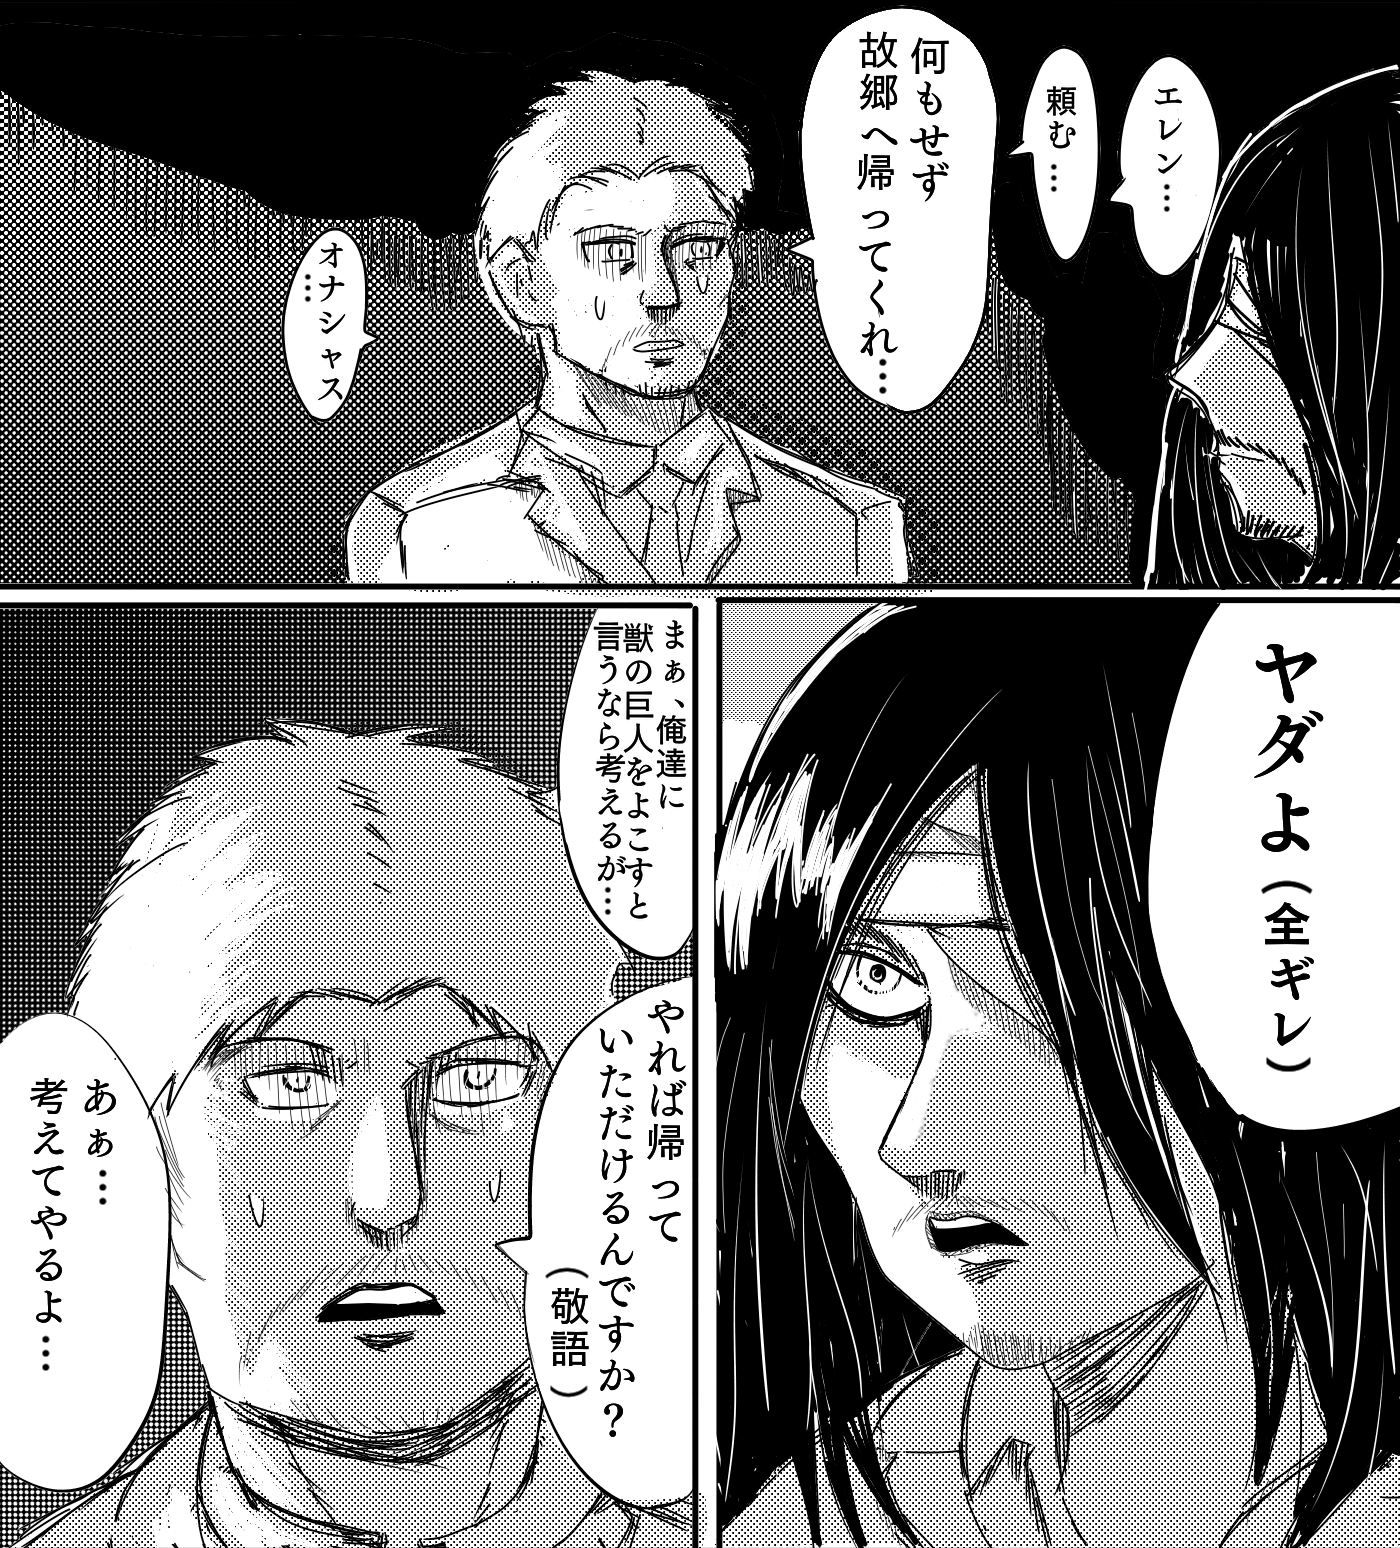 エレン…
頼む…
何もせず
故郷へ帰ってくれ…
オナシャス
…
ヤダよ（全ギレ）
まぁ、俺達に
獣の巨人をよこすと
言うなら考えるが…
やれば帰って
いただけるんですか？
（敬語）
あぁ…
考えてやるよ…